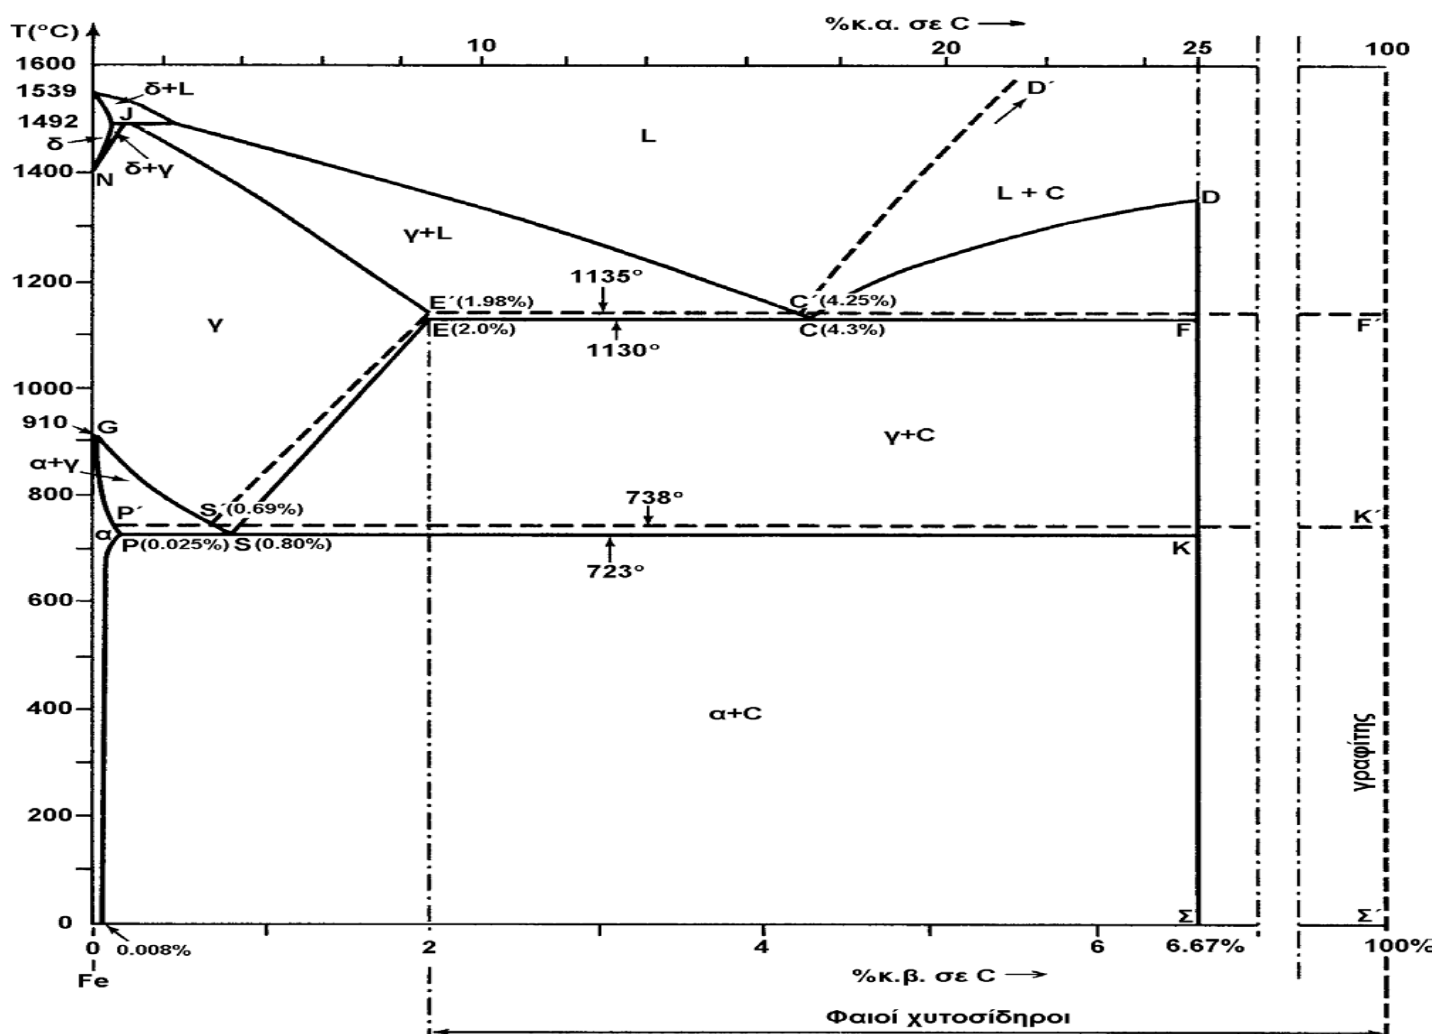 %κ.α. σε C
T(°C)
10
20
25
100
1600
1539
δ+L
D´
J
1492
L
δ
δ+γ
1400
N
L + C
D
γ+L
1200
1135°
E´(1.98%)
C´(4.25%)
γ
E(2.0%)
C(4.3%)
F
F´
1130°
1000
910
G
γ+C
α+γ
800
738°
S´(0.69%)
P´
K´
α
P(0.025%)
S(0.80%)
K
723°
600
400
α+C
γραφίτης
200
0
Σ
Σ´
0
0.008%
2
4
6
6.67%
100%
Fe
%κ.β. σε C
Φαιοί χυτοσίδηροι